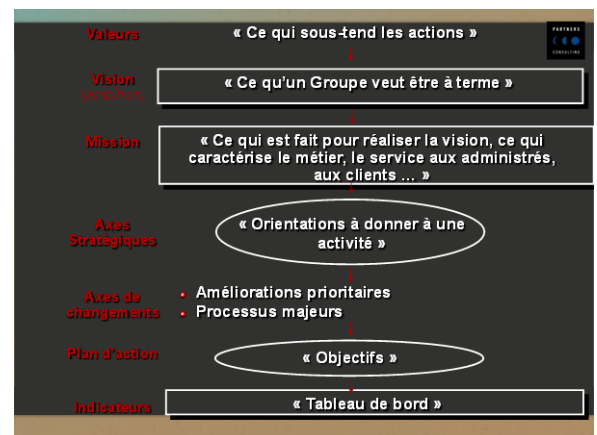 Valeurs
« Ce qui sous-tend les actions »
PARTNERS
CONSULTING
Vision
« Ce qu'un Groupe veut être à terme »
Mission
« Ce qui est fait pour réaliser la vision, ce qui
caractérise le métier, le service aux administrés,
aux clients ... »
Axes
Stratégiques
« Orientations à donner à une
activité »
Axes de
changements
Améliorations prioritaires
Processus majeurs
Plan d'action
« Objectifs »
Indicateurs
« Tableau de bord »